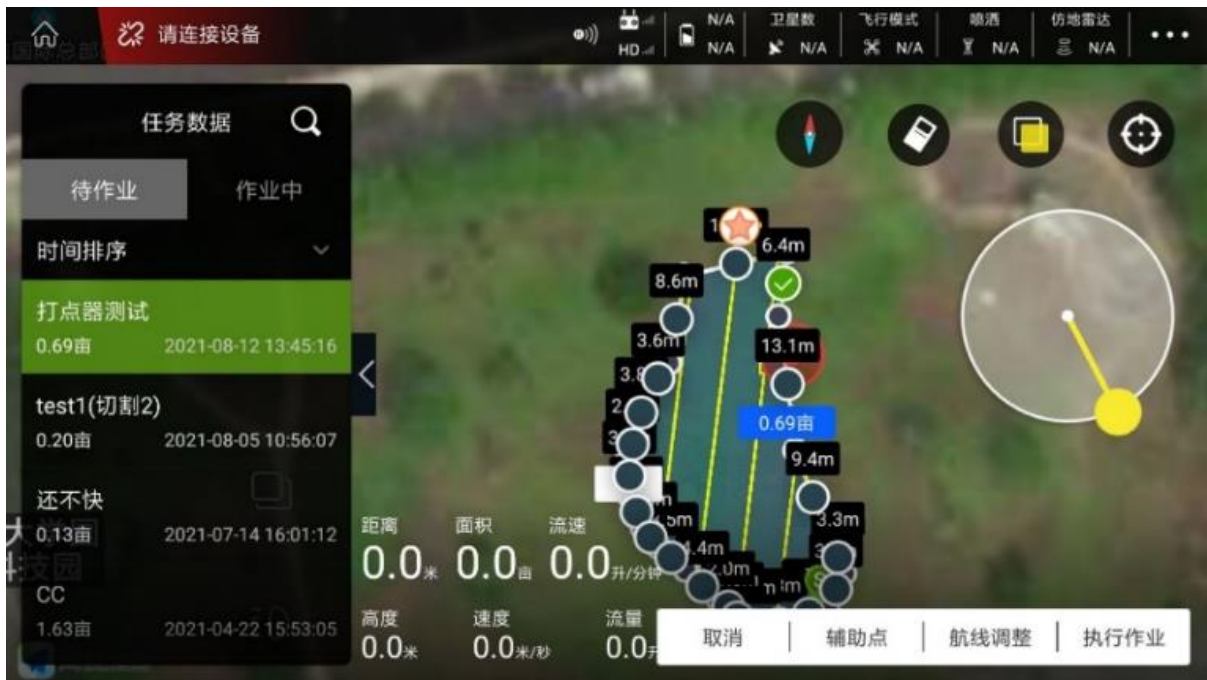 请连接设备
HD
N/A
N/A
卫星数
N/A
飞行模式
N/A
喷洒
N/A
仿地雷达
N/A
任务数据
待作业
作业中
时间排序
打点器测试
0.69亩
2021-08-12 13:45:16
test1(切割2)
0.20亩
2021-08-05 10:56:07
还不快
0.13亩
2021-07-14 16:01:12
CC
1.63亩
2021-04-22 15:53:05
6.4m
8.6m
3.6m
13.1m
0.69亩
9.4m
3.3m
距离
0.0米
面积
0.0亩
流速
0.0升/分钟
高度
0.0米
速度
0.0米/秒
流量
0.0升
取消
辅助点
航线调整
执行作业